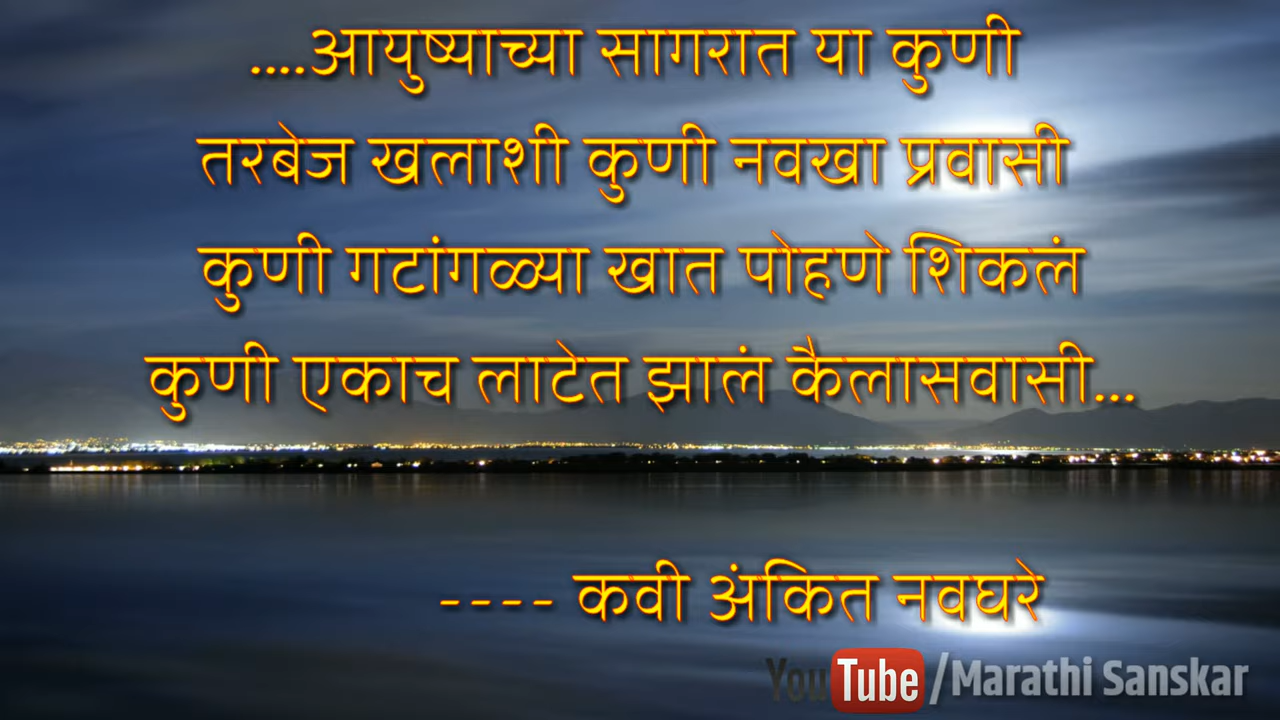 ....आयुष्याच्या सागरात या कुणी
तरबेज खलाशी कुणी नवखा प्रवासी
कुणी गटांगळ्या खात पोहणे शिकलं
कुणी एकाच लाटेत झालं कैलासवासी...
---- कवी अंकित नवघरे
YouTube /Marathi Sanskar